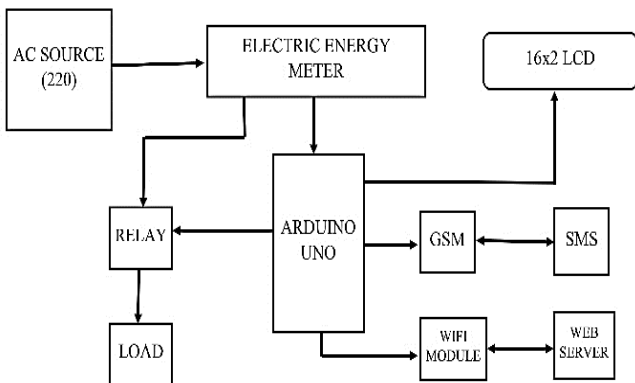 AC SOURCE
(220)
ELECTRIC ENERGY
METER
16x2 LCD
ARDUINO
UNO
RELAY
GSM
SMS
LOAD
WIFI
MODULE
WEB
SERVER